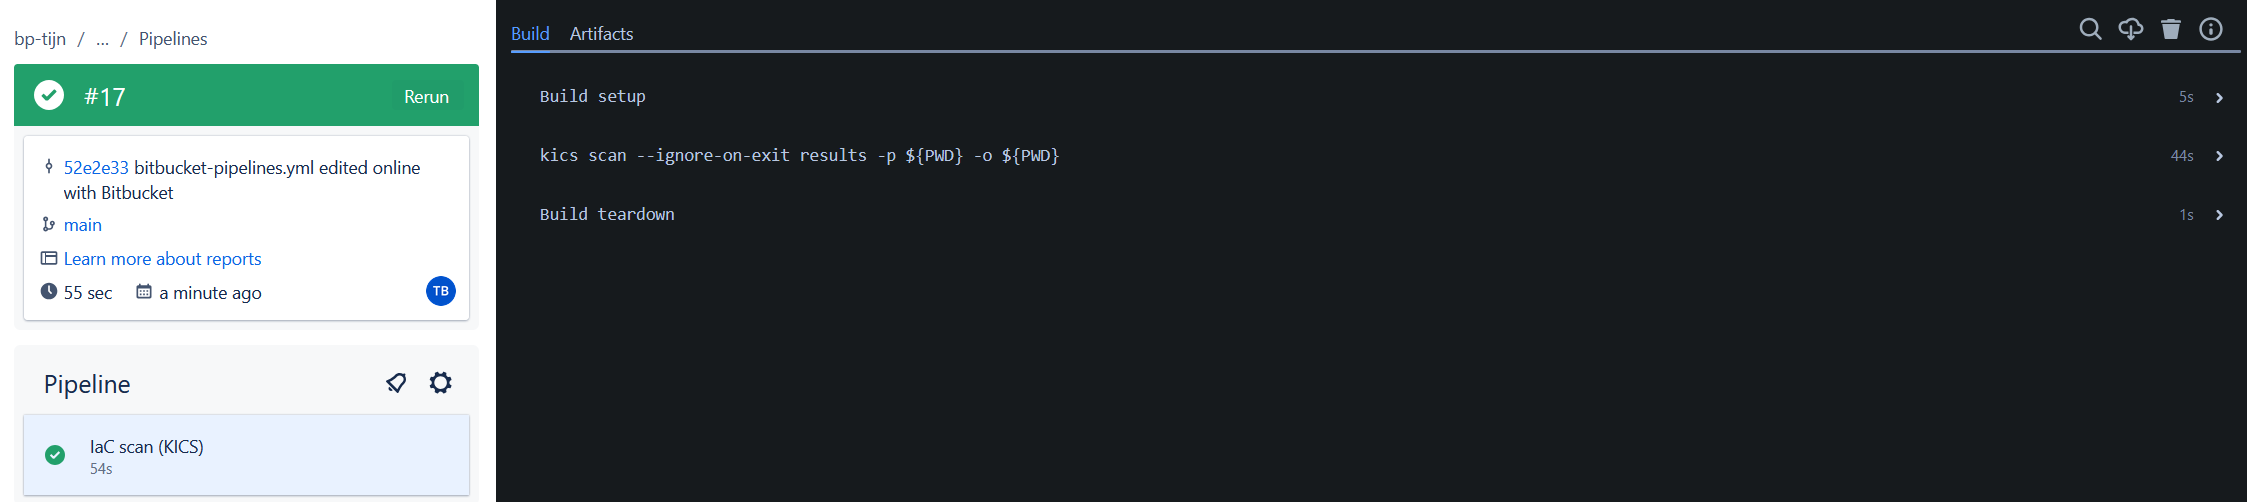 bp-tijn / ... / Pipelines
#17
Rerun
52e2e33 bitbucket-pipelines.yml edited online
with Bitbucket
main
Learn more about reports
55 sec
a minute ago
TB
Pipeline
IaC scan (KICS)
54s
Build
Artifacts
Build setup
5s
kics scan --ignore-on-exit results -p ${PWD} -o ${PWD}
44s
Build teardown
1s